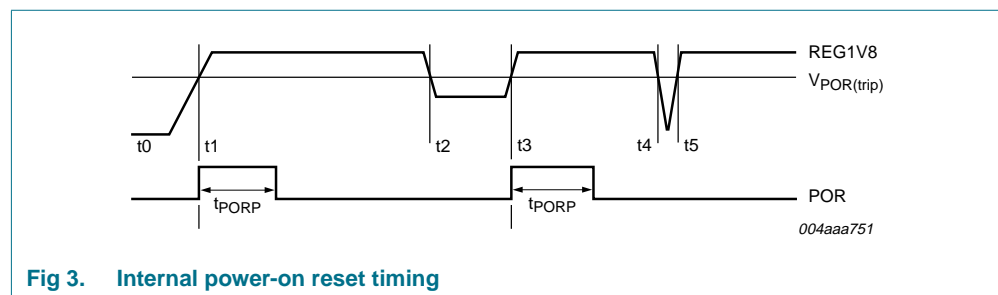 REG1V8
VPOR(trip)
t0 t1 t2 t3 t4 t5
tPORP tPORP POR
004aaa751
Fig 3. Internal power-on reset timing